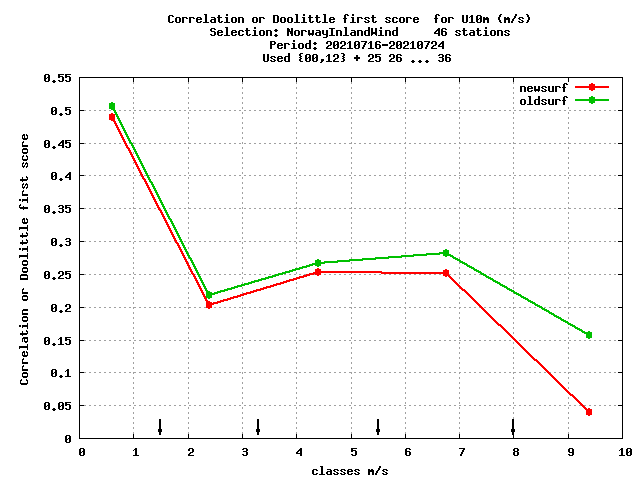 Correlation or Doolittle first score  for U10m (m/s)
Selection: NorwayInlandWind     46 stations
Period: 20210716-20210724
Used {00,12} + 25 26 ... 36
newsurf
oldsurf
Correlation or Doolittle first score
0.55
0.5
0.45
0.4
0.35
0.3
0.25
0.2
0.15
0.1
0.05
0
0 1 2 3 4 5 6 7 8 9 10
classes m/s